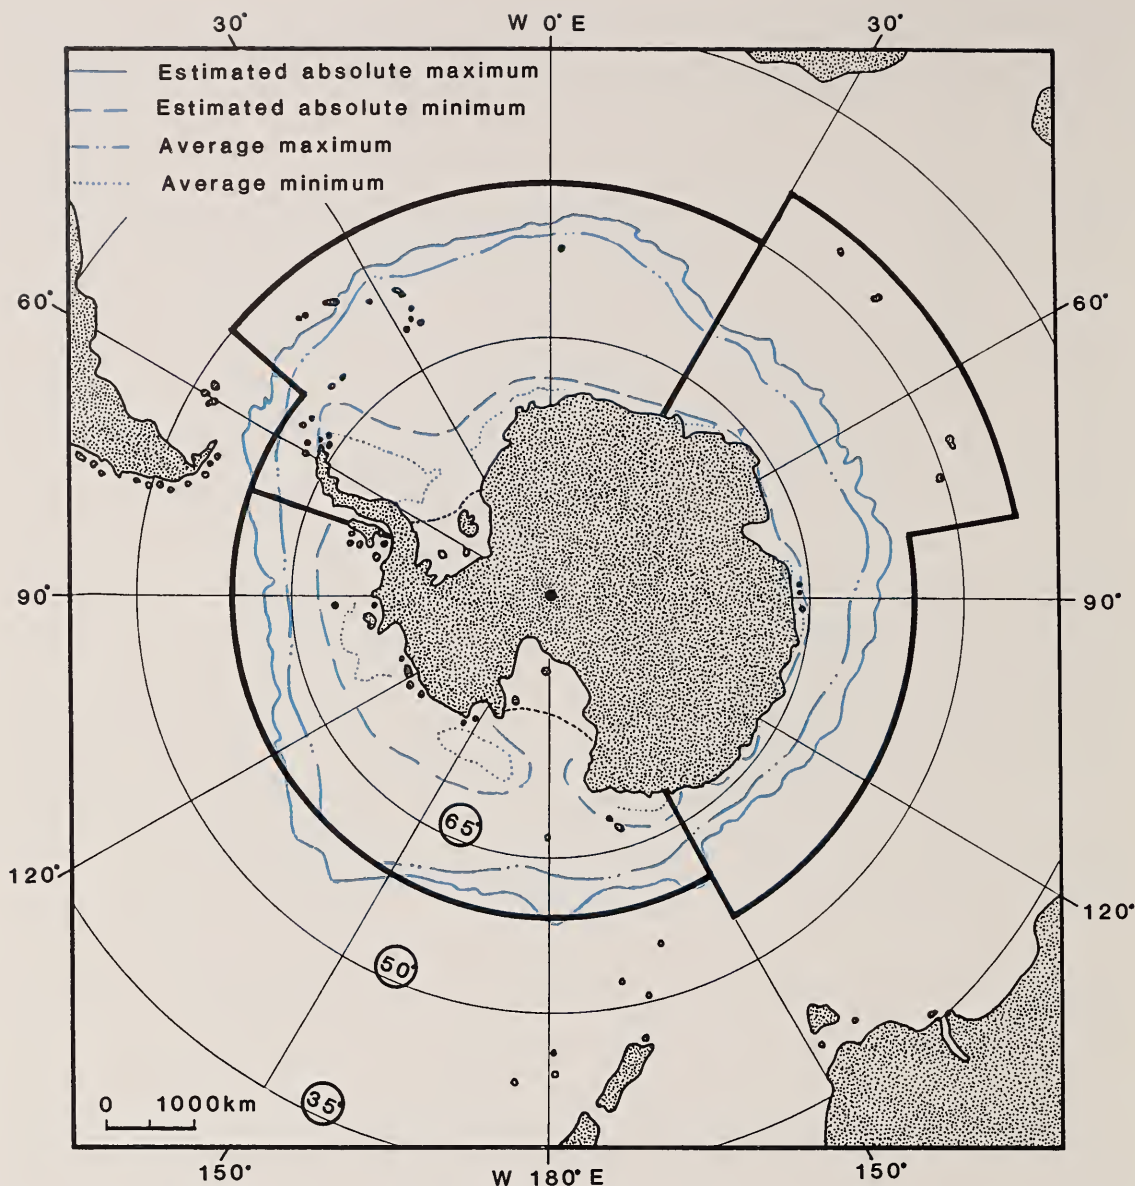 30° W 0° E 30°
Estimated absolute maximum
Estimated absolute minimum
Average maximum
Average minimum
60° 60°
90° 90°
65
120° 120°
50°
35°
0 1000km
150° W 180° E 150°